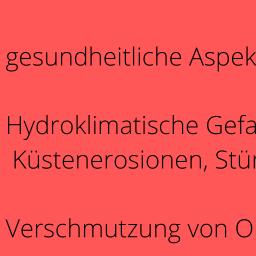 gesundheitliche Aspek
Hydroklimatische Gefa
Küstenerosionen, Stür
Verschmutzung von O